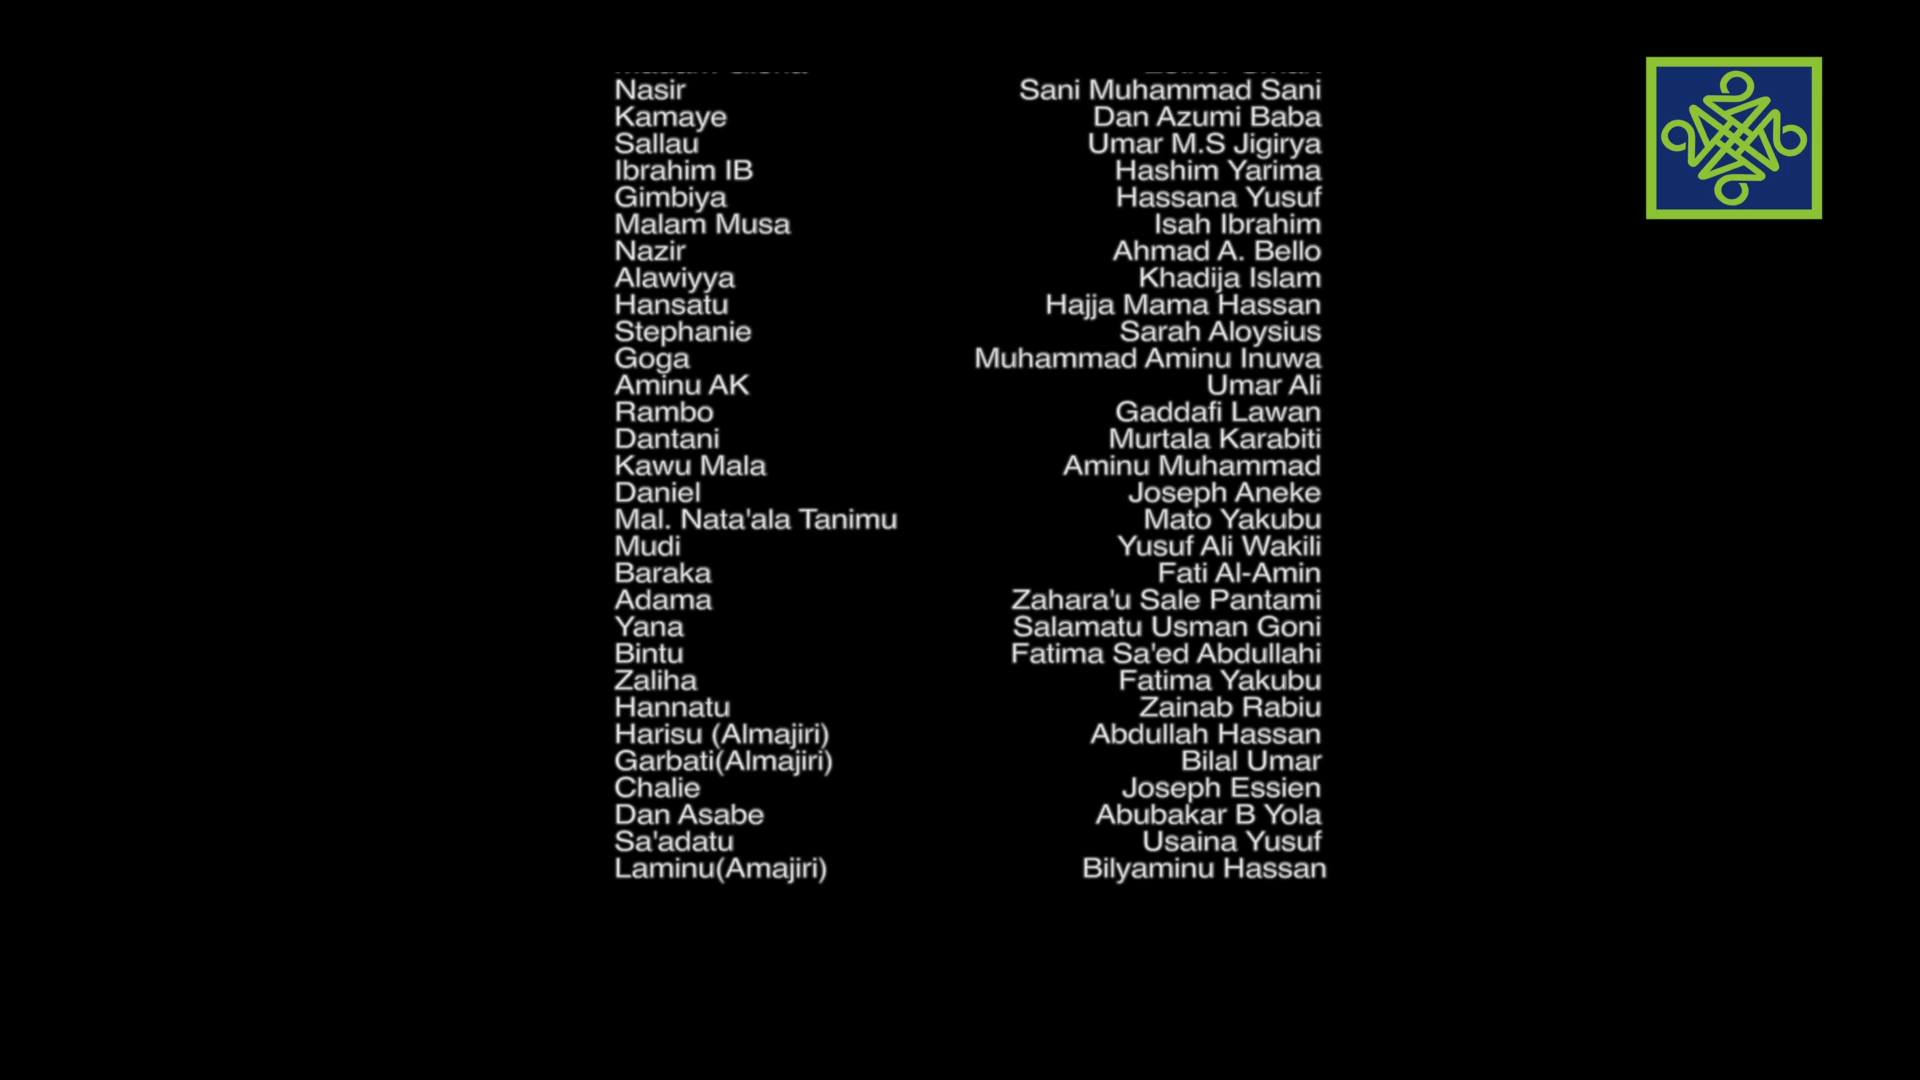 Nasir Sani Muhammad Sani
Kamaye Dan Azumi Baba
Sallau Umar M.S Jigirya
Ibrahim IB Hashim Yarima
Gimbiya Hassana Yusuf
Malam Musa Isah Ibrahim
Nazir Ahmad A. Bello
Alawiyya Khadija Islam
Hansatu Hajja Mama Hassan
Stephanie Sarah Aloysius
Goga Muhammad Aminu Inuwa
Aminu AK Umar Ali
Rambo Gaddafi Lawan
Dantani Murtala Karabiti
Kawu Mala Aminu Muhammad
Daniel Joseph Aneke
Mal. Nata'ala Tanimu Mato Yakubu
Mudi Yusuf Ali Wakili
Baraka Fati Al-Amin
Adama Zahara'u Sale Pantami
Yana Salamatu Usman Goni
Bintu Fatima Sa'ed Abdullahi
Zaliha Fatima Yakubu
Hannatu Zainab Rabiu
Harisu (Almajiri) Abdullah Hassan
Garbati(Almajiri) Bilal Umar
Chalie Joseph Essien
Dan Asabe Abubakar B Yola
Sa'adatu Usaina Yusuf
Laminu(Amajiri) Bilyaminu Hassan